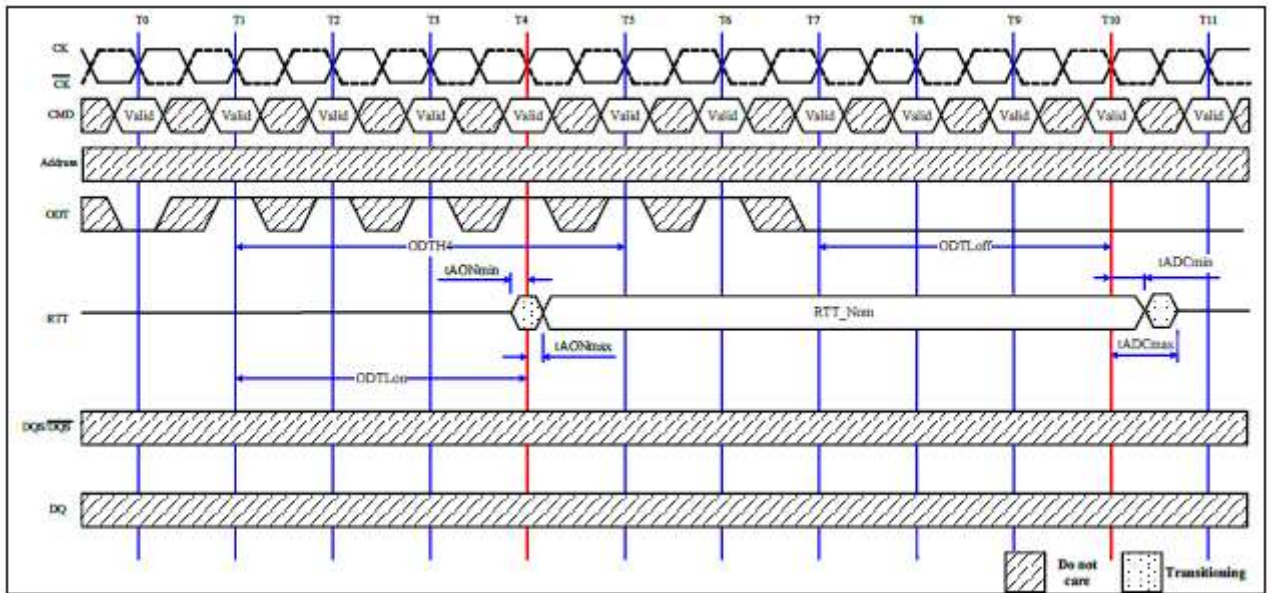 T0 T1 T2 T3 T4 T5 T6 T7 T8 T9 T10 T11
CK
CK
CMD Valid Valid Valid Valid Valid Valid Valid Valid Valid Valid Valid Valid
Address
ODT
ODTH4 ODTLoff
tAONmin tADCmin
RTT RTT_Nom
tAONmax tADCmax
ODTLon
DQS/DQS
DQ
Do not care
Transitioning